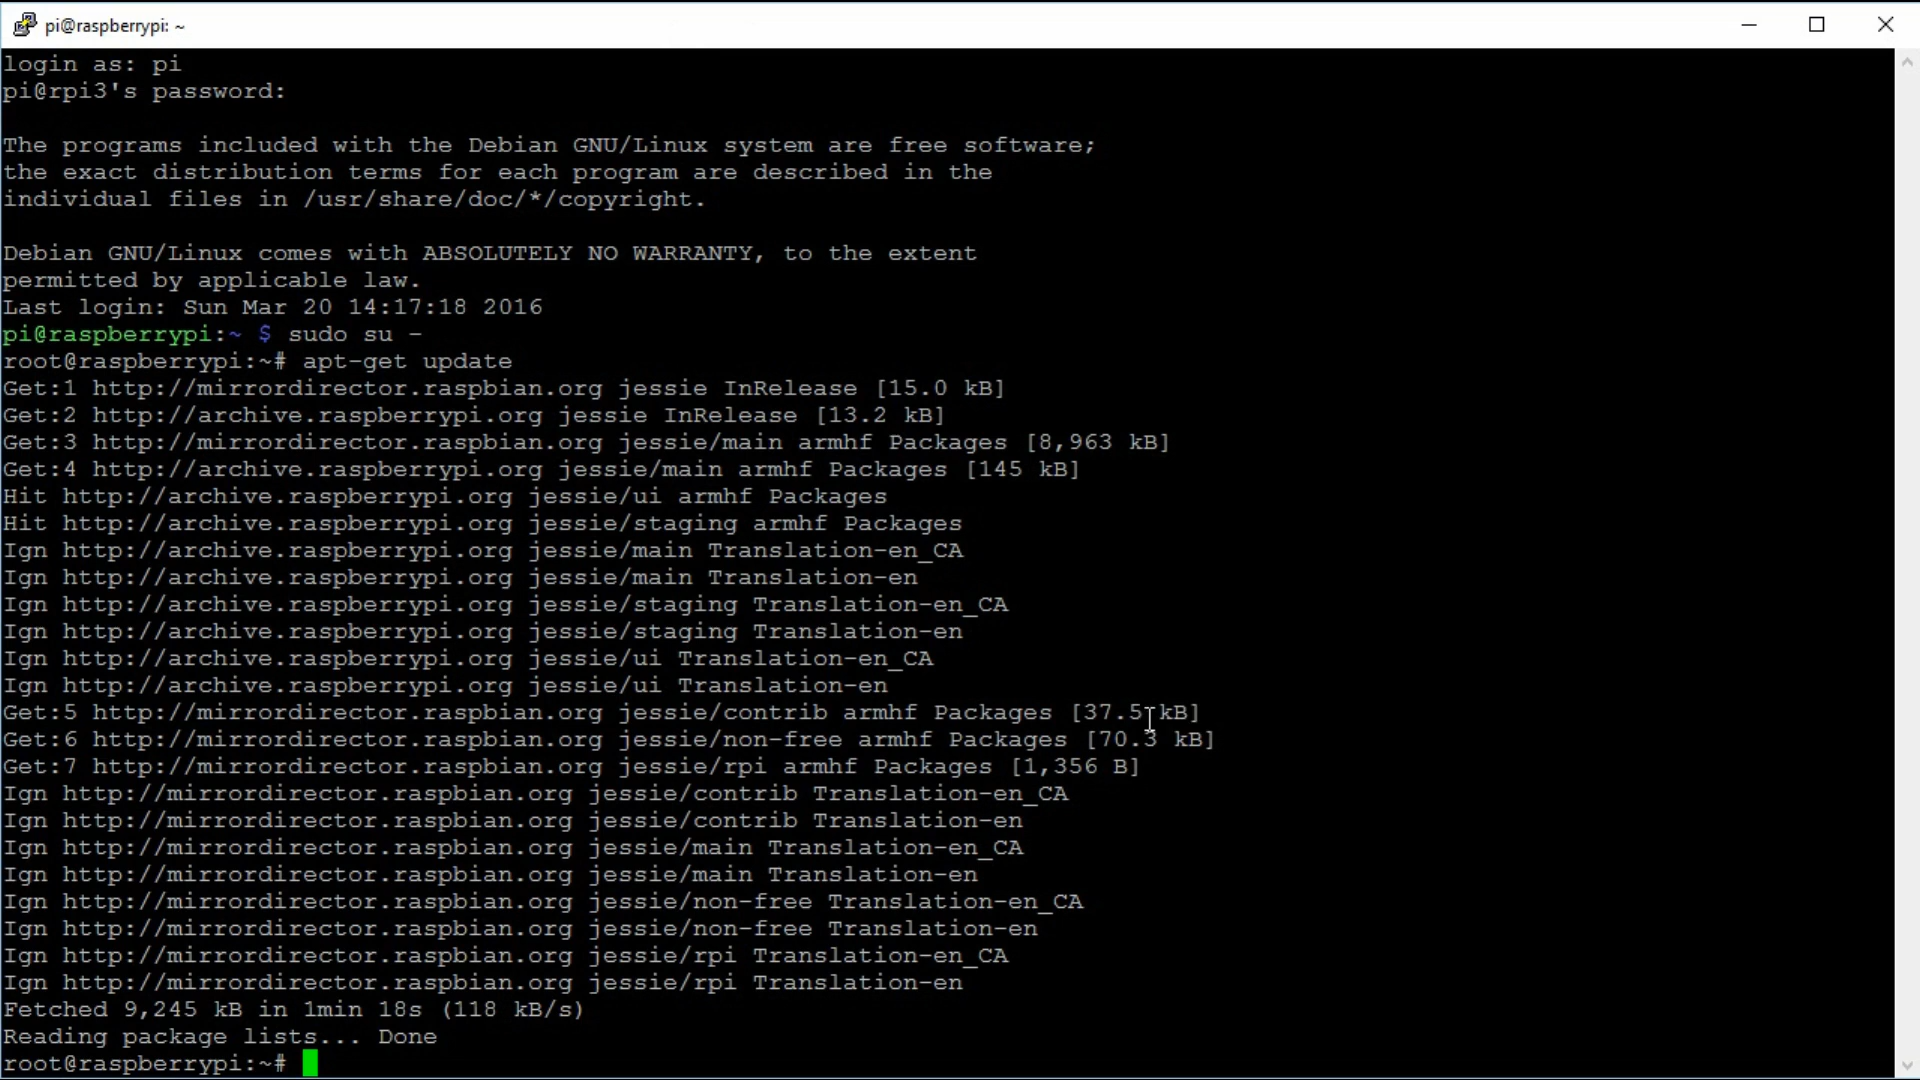 pi@raspberrypi: ~
login as: pi
pi@rpi3's password:
The programs included with the Debian GNU/Linux system are free software;
the exact distribution terms for each program are described in the
individual files in /usr/share/doc/*/copyright.
Debian GNU/Linux comes with ABSOLUTELY NO WARRANTY, to the extent
permitted by applicable law.
Last login: Sun Mar 20 14:17:18 2016
pi@raspberrypi:~ $ sudo su -
root@raspberrypi:~# apt-get update
Get:1 http://mirrordirector.raspbian.org jessie InRelease [15.0 kB]
Get:2 http://archive.raspberrypi.org jessie InRelease [13.2 kB]
Get:3 http://mirrordirector.raspbian.org jessie/main armhf Packages [8,963 kB]
Get:4 http://archive.raspberrypi.org jessie/main armhf Packages [145 kB]
Hit http://archive.raspberrypi.org jessie/ui armhf Packages
Hit http://archive.raspberrypi.org jessie/staging armhf Packages
Ign http://archive.raspberrypi.org jessie/main Translation-en_CA
Ign http://archive.raspberrypi.org jessie/main Translation-en
Ign http://archive.raspberrypi.org jessie/staging Translation-en_CA
Ign http://archive.raspberrypi.org jessie/staging Translation-en
Ign http://archive.raspberrypi.org jessie/ui Translation-en_CA
Ign http://archive.raspberrypi.org jessie/ui Translation-en
Get:5 http://mirrordirector.raspbian.org jessie/contrib armhf Packages [37.5 kB]
Get:6 http://mirrordirector.raspbian.org jessie/non-free armhf Packages [70.3 kB]
Get:7 http://mirrordirector.raspbian.org jessie/rpi armhf Packages [1,356 B]
Ign http://mirrordirector.raspbian.org jessie/contrib Translation-en_CA
Ign http://mirrordirector.raspbian.org jessie/contrib Translation-en
Ign http://mirrordirector.raspbian.org jessie/main Translation-en_CA
Ign http://mirrordirector.raspbian.org jessie/main Translation-en
Ign http://mirrordirector.raspbian.org jessie/non-free Translation-en_CA
Ign http://mirrordirector.raspbian.org jessie/non-free Translation-en
Ign http://mirrordirector.raspbian.org jessie/rpi Translation-en_CA
Ign http://mirrordirector.raspbian.org jessie/rpi Translation-en
Fetched 9,245 kB in 1min 18s (118 kB/s)
Reading package lists... Done
root@raspberrypi:~#